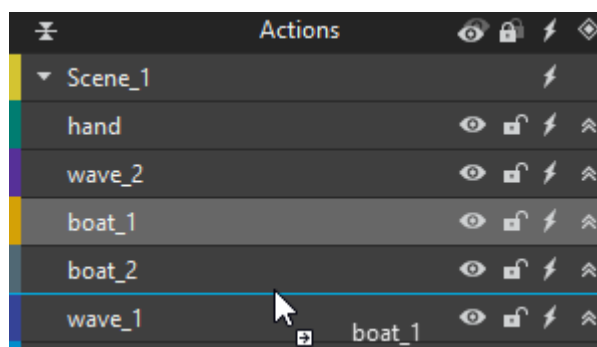 Actions
Scene_1
hand
wave_2
boat_1
boat_2
wave_1
boat_1